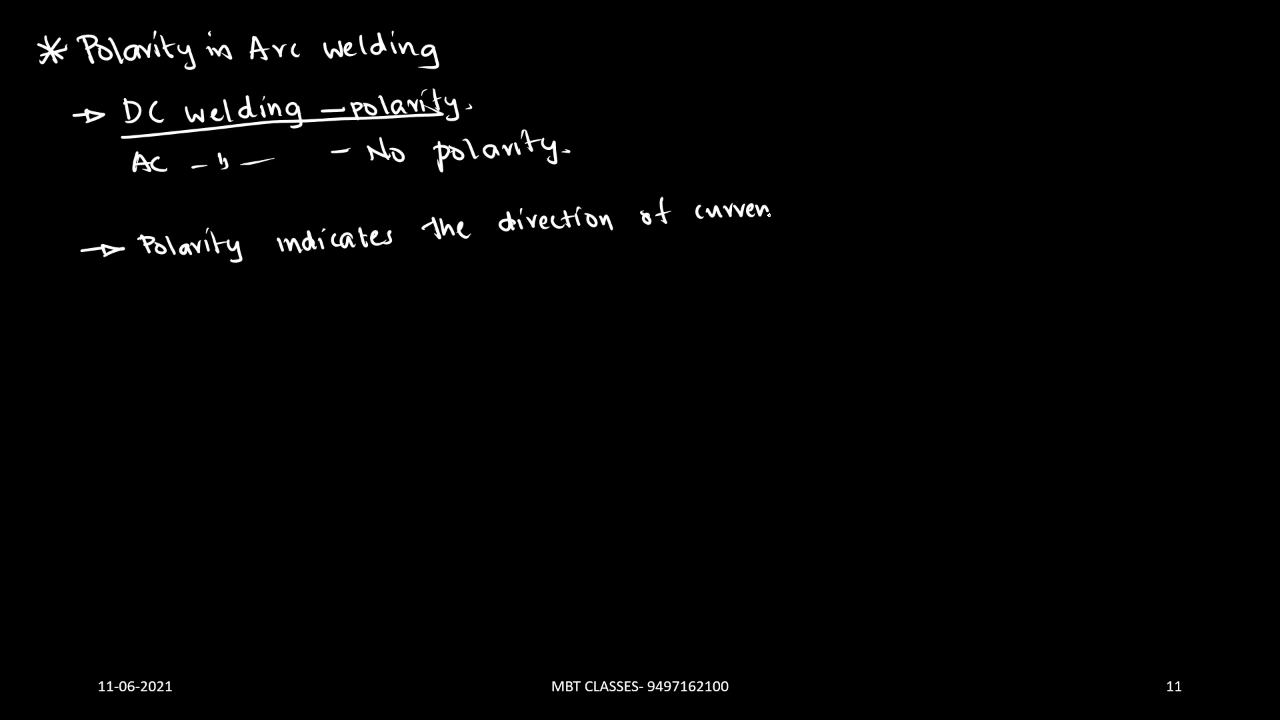 * Polarity in Arc welding
→ DC welding - polarity.
AC - " - - No polarity.
→ Polarity indicates the direction of curren
11-06-2021
MBT CLASSES- 9497162100
11